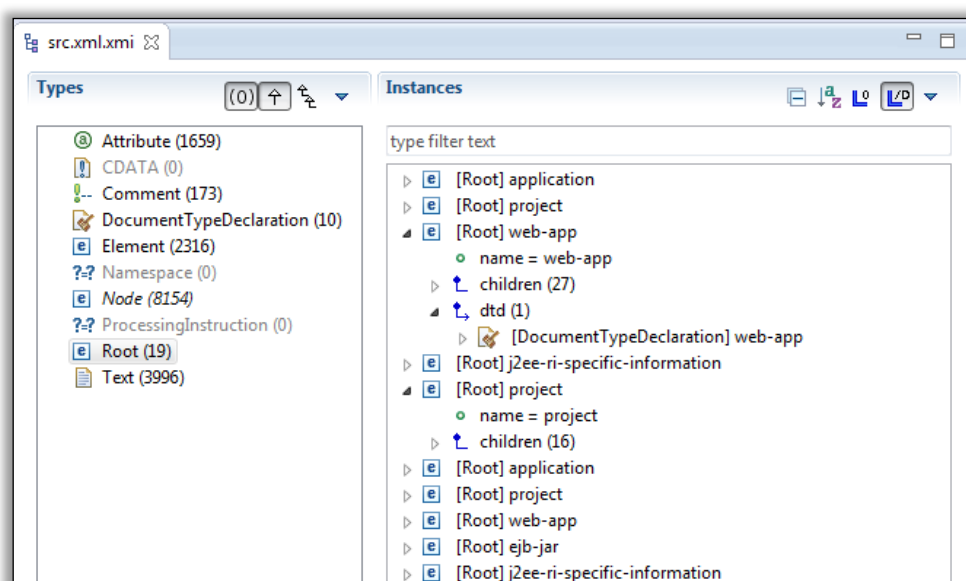 src.xml.xmi
Types
(0)
Instances
type filter text
Attribute (1659)
CDATA (0)
Comment (173)
DocumentTypeDeclaration (10)
Element (2316)
Namespace (0)
Node (8154)
ProcessingInstruction (0)
Root (19)
Text (3996)
[Root] application
[Root] project
[Root] web-app
name = web-app
children (27)
dtd (1)
[DocumentTypeDeclaration] web-app
[Root] j2ee-ri-specific-information
[Root] project
name = project
children (16)
[Root] application
[Root] project
[Root] web-app
[Root] ejb-jar
[Root] j2ee-ri-specific-information